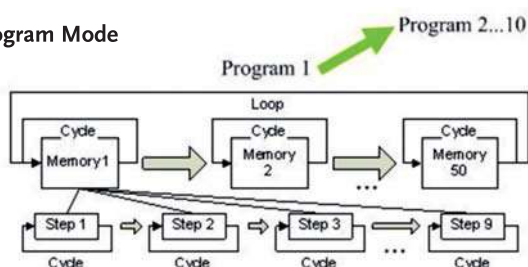 ogram Mode
Program 2...10
Program 1
Loop
Cycle Cycle Cycle
Memory1 Memory 2 ... Memory 50
Step 1 Step 2 Step 3 ... Step 9
Cycle Cycle Cycle Cycle